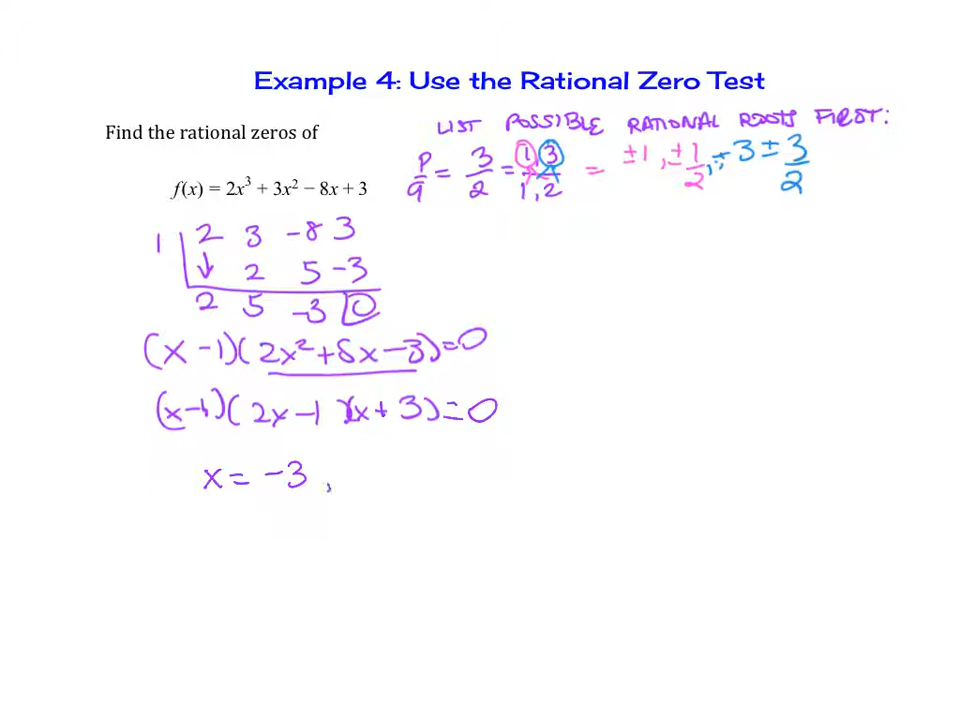 Example 4: Use the Rational Zero Test
Find the rational zeros of
LIST POSSIBLE RATIONAL ROOTS FIRST:
f(x) = 2x³ + 3x² − 8x + 3
p/q = 3/2 = 1,3/1,2 = ±1, ±1/2, ±3 ±3/2
1 | 2 3 -8 3
↓ 2 5 -3
2 5 -3 0
(x -1)(2x²+5x-3)=0
(x-1)(2x-1)(x+3)=0
x = -3 ,